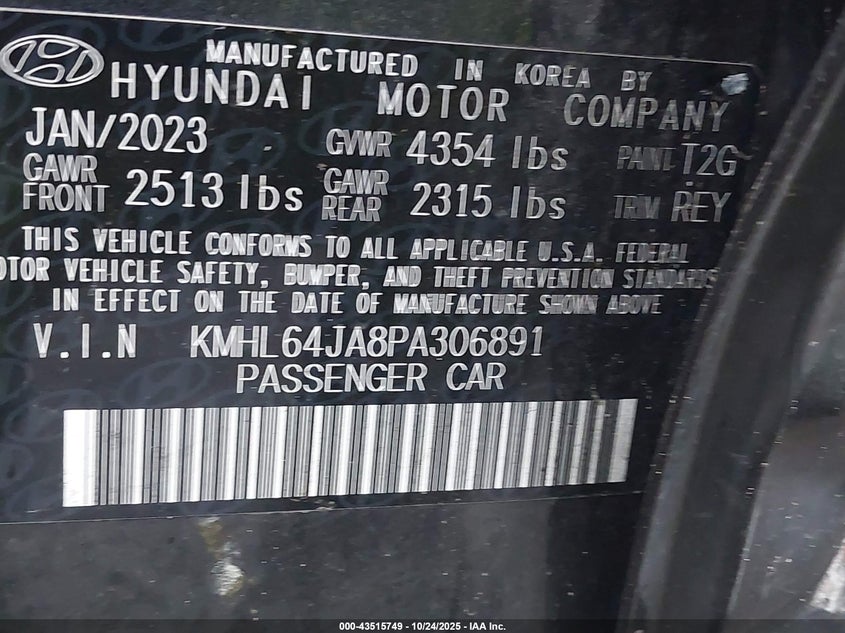 MANUFACTURED IN KOREA BY
HYUNDAI MOTOR COMPANY
JAN/2023 GVWR 4354 lbs PAINT T2G
GAWR FRONT 2513 lbs GAWR REAR 2315 lbs TRIM REY
THIS VEHICLE CONFORMS TO ALL APPLICABLE U.S.A. FEDERAL
OTOR VEHICLE SAFETY, BUMPER, AND THEFT PREVENTION STANDARDS
IN EFFECT ON THE DATE OF MANUFACTURE SHOWN ABOVE
V.I.N KMHL64JA8PA306891
PASSENGER CAR
000-43515749 - 10/24/2025 - IAA Inc.